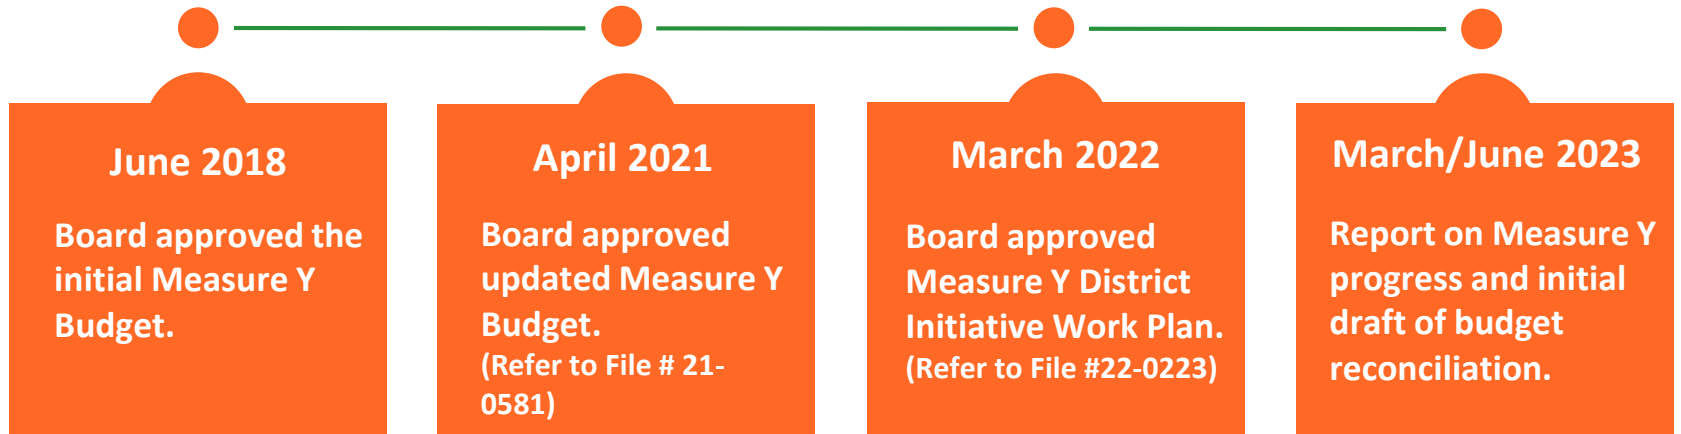 June 2018
Board approved the
initial Measure Y
Budget.
April 2021
Board approved
updated Measure Y
Budget.
(Refer to File # 21-
0581)
March 2022
Board approved
Measure Y District
Initiative Work Plan.
(Refer to File #22-0223)
March/June 2023
Report on Measure Y
progress and initial
draft of budget
reconciliation.